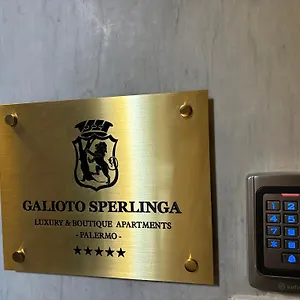 GALIOTO SPERLINGA
LUXURY & BOUTIQUE APARTMENTS
- PALERMO -
★★★★★